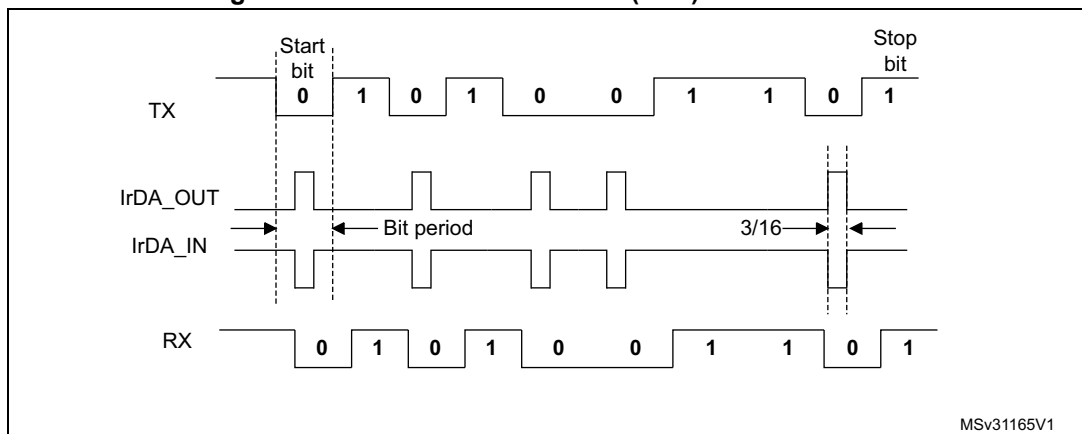 Start
bit
Stop
bit
TX
0 1 0 1 0 0 1 1 0 1
IrDA_OUT
Bit period
3/16
IrDA_IN
RX
0 1 0 1 0 0 1 1 0 1
MSv31165V1